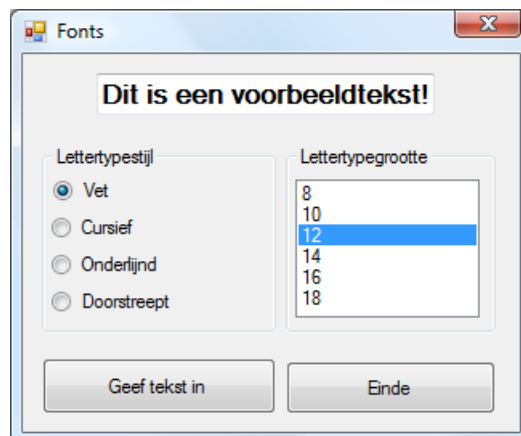 Fonts
Dit is een voorbeeldtekst!
Lettertypestijl
Vet
Cursief
Onderlijnd
Doorstreept
Lettertypegrootte
8
10
12
14
16
18
Geef tekst in
Einde